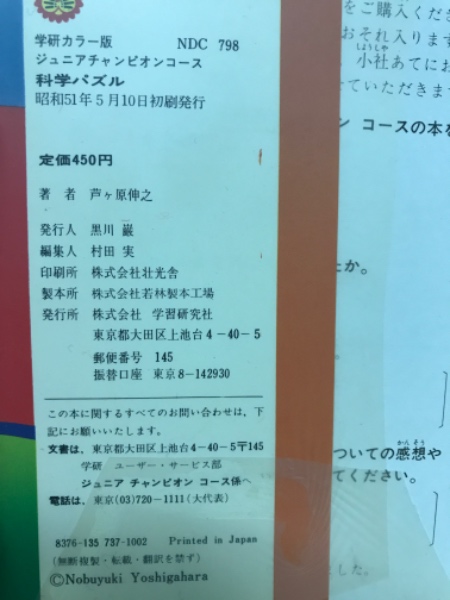 学研カラー版 NDC 798
ジュニアチャンピオンコース
科学パズル
昭和51年5月10日初刷発行
定価450円
著者 芦ヶ原伸之
発行人 黒川 巌
編集人 村田 実
印刷所 株式会社壮光舎
製本所 株式会社若林製本工場
発行所 株式会社 学習研究社
東京都大田区上池台4-40-5
郵便番号 145
振替口座 東京8-142930
この本に関するすべてのお問い合わせは、下
記にお願いいたします。
文書は、東京都大田区上池台4-40-5〒145
学研 ユーザー・サービス部
ジュニア チャンピオン コース係へ
電話は、東京(03)720-1111(大代表)
8376-135 737-1002 Printed in Japan
(無断複製・転載・翻訳を禁ず)
©Nobuyuki Yoshigahara
をご購入くださ
おそれ入ります
しょうしゃ
小社あてにお
ていただきま
ン コースの本を
たか。
かんそう
ついての感想や
てください。
した。